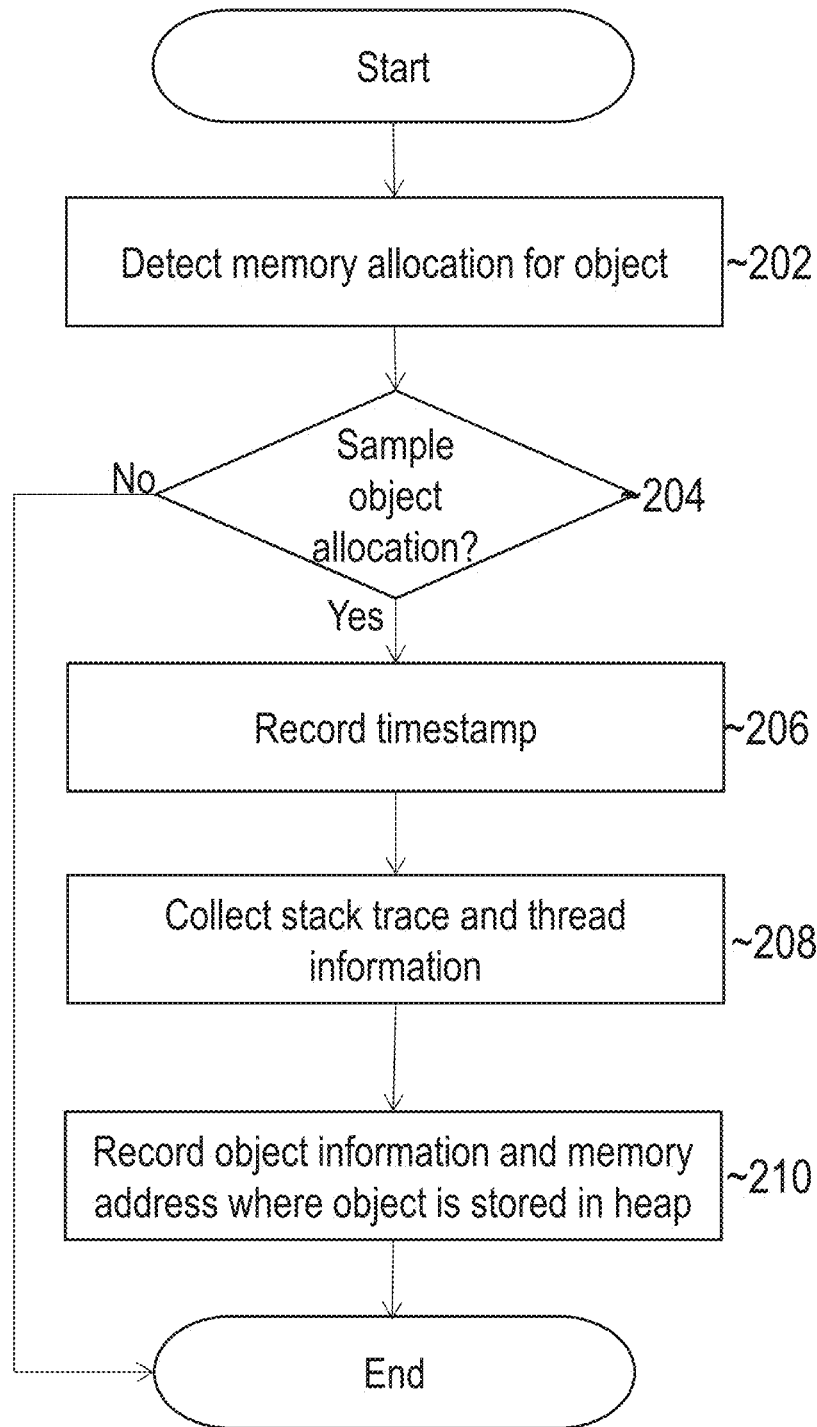 Start
Detect memory allocation for object
~202
Sample
object
allocation?
~204
No
Yes
Record timestamp
~206
Collect stack trace and thread
information
~208
Record object information and memory
address where object is stored in heap
~210
End